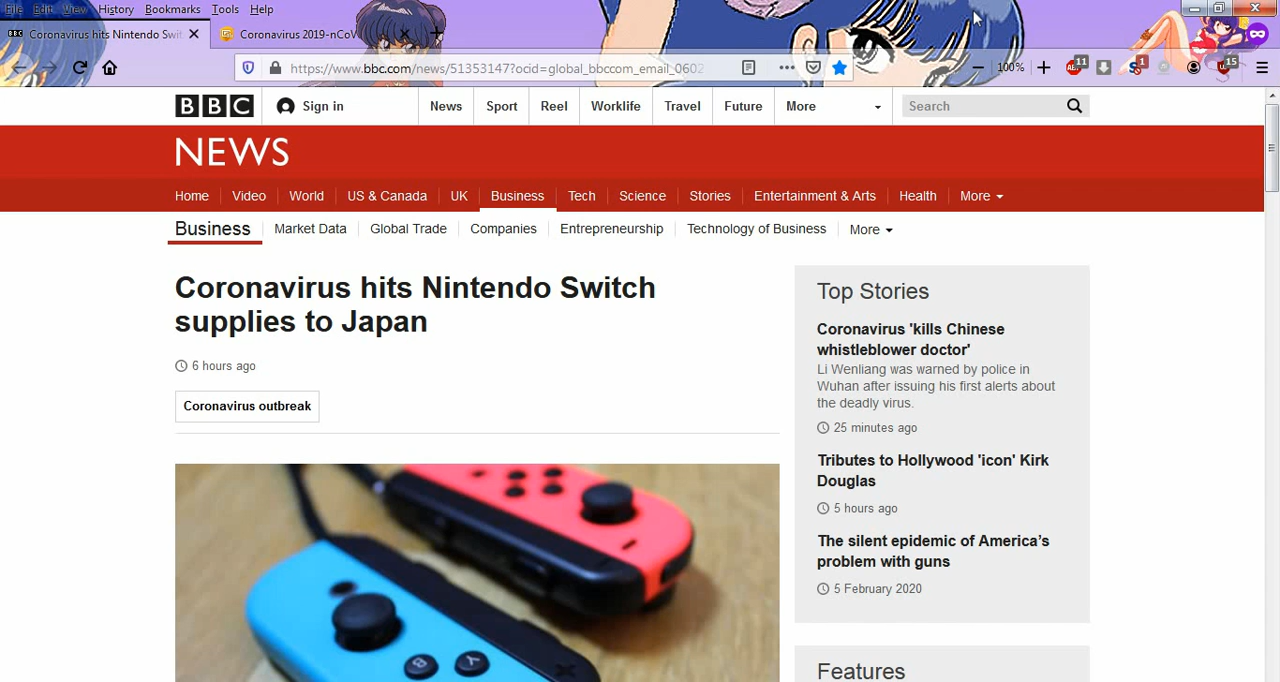 File Edit View History Bookmarks Tools Help
Coronavirus hits Nintendo Swit
Coronavirus 2019-nCoV
https://www.bbc.com/news/51353147?
100%
11
1
15
BBC
Sign in
News
Sport
Reel
Worklife
Travel
Future
More
Search
NEWS
Home
Video
World
US & Canada
UK
Business
Tech
Science
Stories
Entertainment & Arts
Health
More
Business
Market Data
Global Trade
Companies
Entrepreneurship
Technology of Business
More
Coronavirus hits Nintendo Switch
supplies to Japan
6 hours ago
Coronavirus outbreak
B
Y
X
Top Stories
Coronavirus 'kills Chinese
whistleblower doctor'
Li Wenliang was warned by police in
Wuhan after issuing his first alerts about
the deadly virus.
25 minutes ago
Tributes to Hollywood 'icon' Kirk
Douglas
5 hours ago
The silent epidemic of America's
problem with guns
5 February 2020
Features